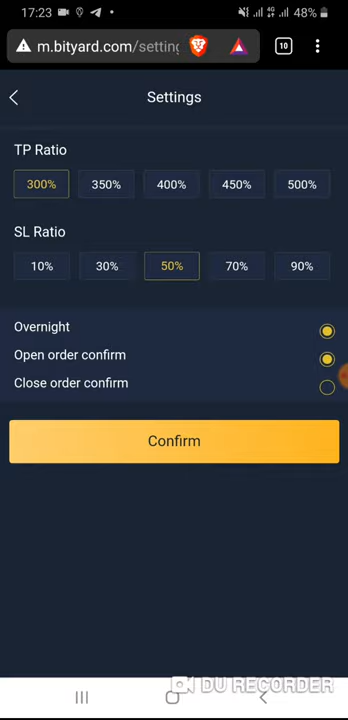 17:23 4G 48%
m.bityard.com/setting 10
Settings
TP Ratio
300% 350% 400% 450% 500%
SL Ratio
10% 30% 50% 70% 90%
Overnight
Open order confirm
Close order confirm
Confirm
DU RECORDER